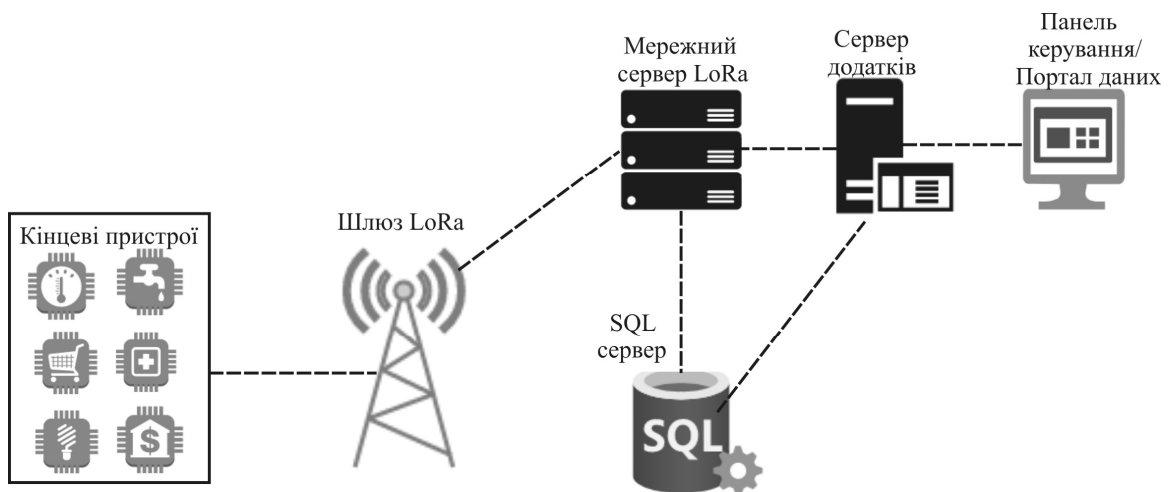 Мережний
сервер LoRa
Сервер
додатків
Панель
керування/
Портал даних
Кінцеві пристрої
Шлюз LoRa
SQL
сервер
SQL
$